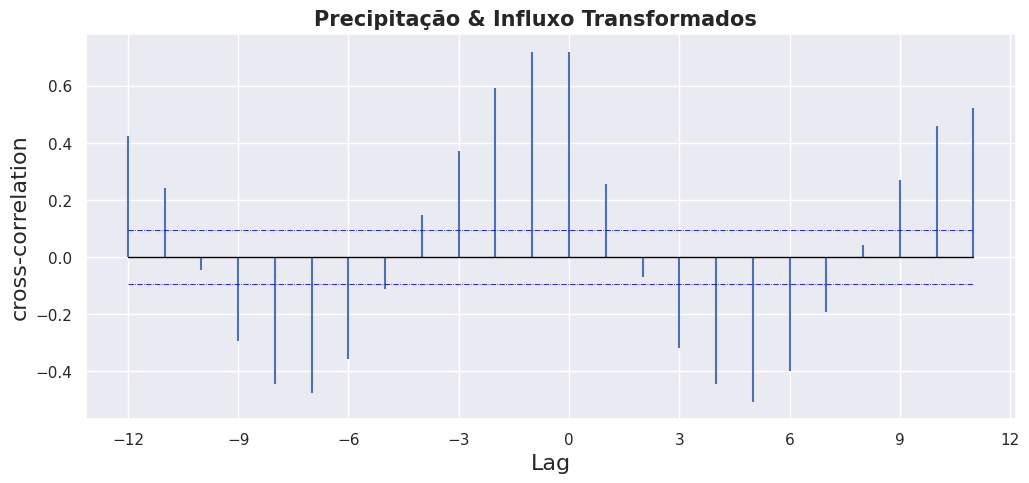 Precipitação & Influxo Transformados
cross-correlation
0.6
0.4
0.2
0.0
−0.2
−0.4
−12 −9 −6 −3 0 3 6 9 12
Lag